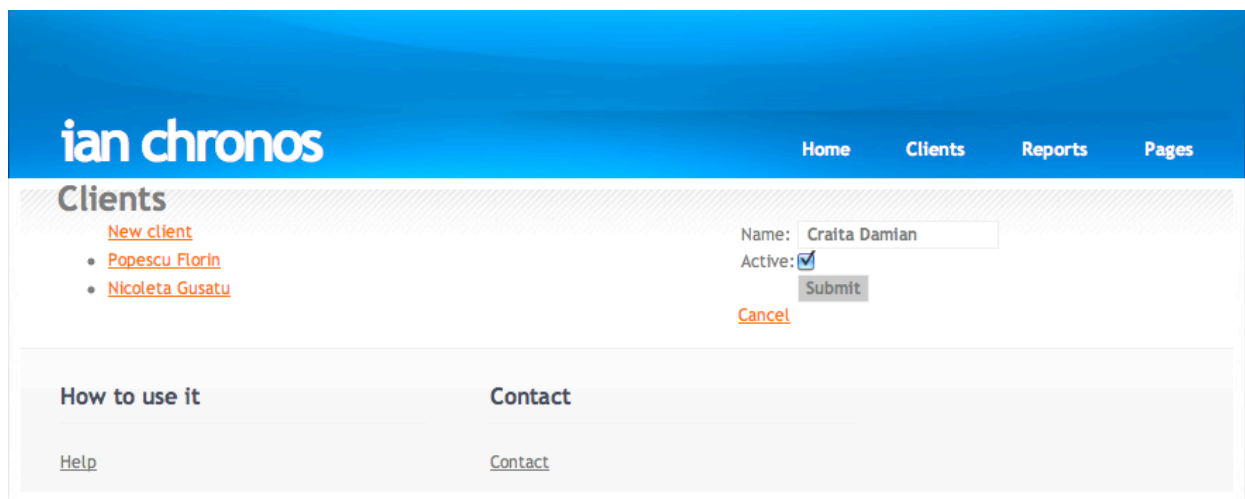 ian chronos
Home Clients Reports Pages
Clients
New client
Popescu Florin
Nicoleta Gusatu
Name: Craita Damian
Active:
Submit
Cancel
How to use it
Help
Contact
Contact